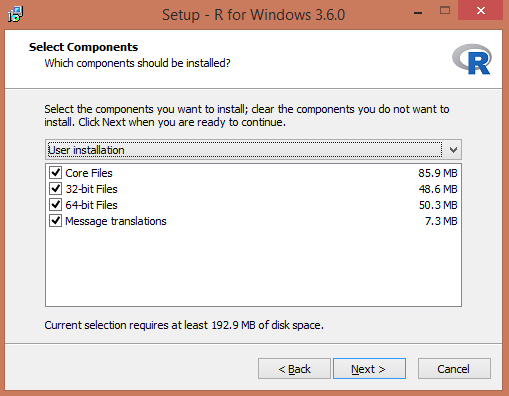 Setup - R for Windows 3.6.0
Select Components
Which components should be installed?
R
Select the components you want to install; clear the components you do not want to
install. Click Next when you are ready to continue.
User installation
Core Files 85.9 MB
32-bit Files 48.6 MB
64-bit Files 50.3 MB
Message translations 7.3 MB
Current selection requires at least 192.9 MB of disk space.
< Back Next > Cancel